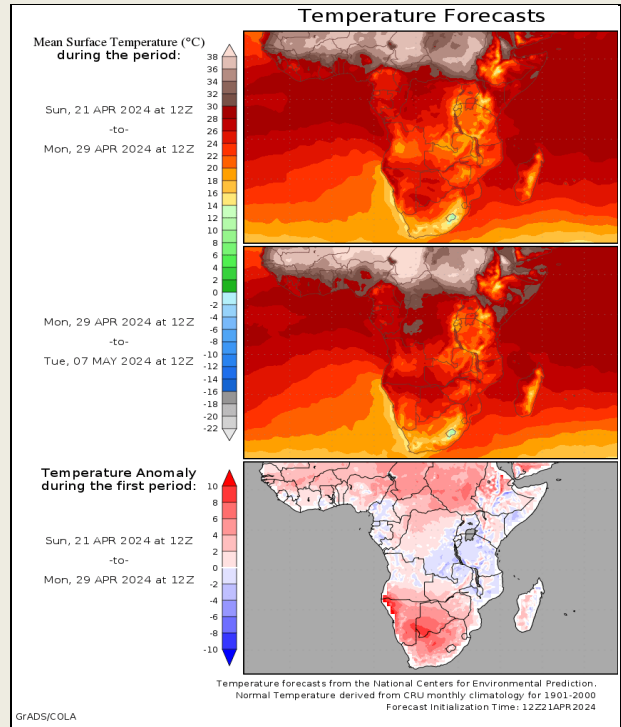 Temperature Forecasts
Mean Surface Temperature (°C)
during the period:
38
36
34
32
30
28
26
24
22
20
18
16
14
12
10
8
6
4
2
0
-2
-4
-6
-8
-10
-12
-14
-16
-18
-20
-22
Sun, 21 APR 2024 at 12Z
-to-
Mon, 29 APR 2024 at 12Z
Mon, 29 APR 2024 at 12Z
-to-
Tue, 07 MAY 2024 at 12Z
Temperature Anomaly
during the first period:
10
8
6
4
2
0
-2
-4
-6
-8
-10
Sun, 21 APR 2024 at 12Z
-to-
Mon, 29 APR 2024 at 12Z
Temperature forecasts from the National Centers for Environmental Prediction.
Normal Temperature derived from CRU monthly climatology for 1901-2000
Forecast Initialization Time: 12Z21APR2024
GrADS/COLA